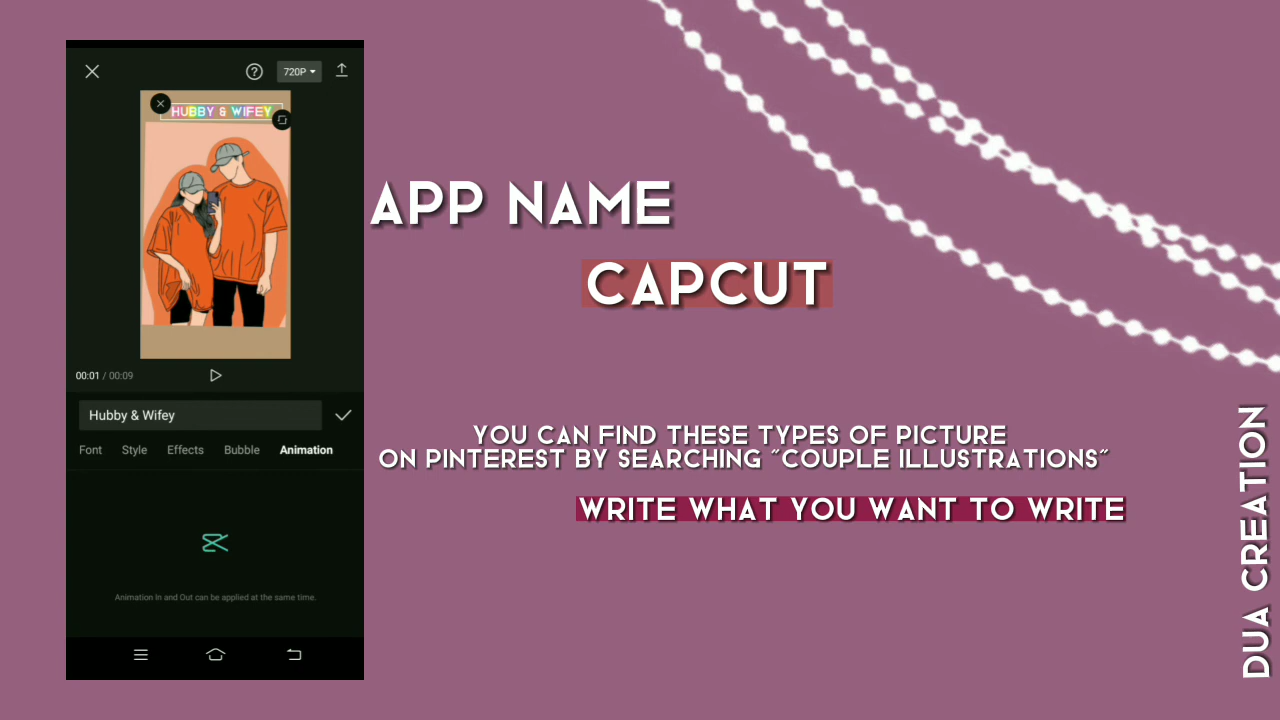 720P
HUBBY & WIFEY
00:01 / 00:09
Hubby & Wifey
Font Style Effects Bubble Animation
Animation In and Out can be applied at the same time.
APP NAME
CAPCUT
YOU CAN FIND THESE TYPES OF PICTURE
ON PINTEREST BY SEARCHING "COUPLE ILLUSTRATIONS"
WRITE WHAT YOU WANT TO WRITE
DUA CREATION